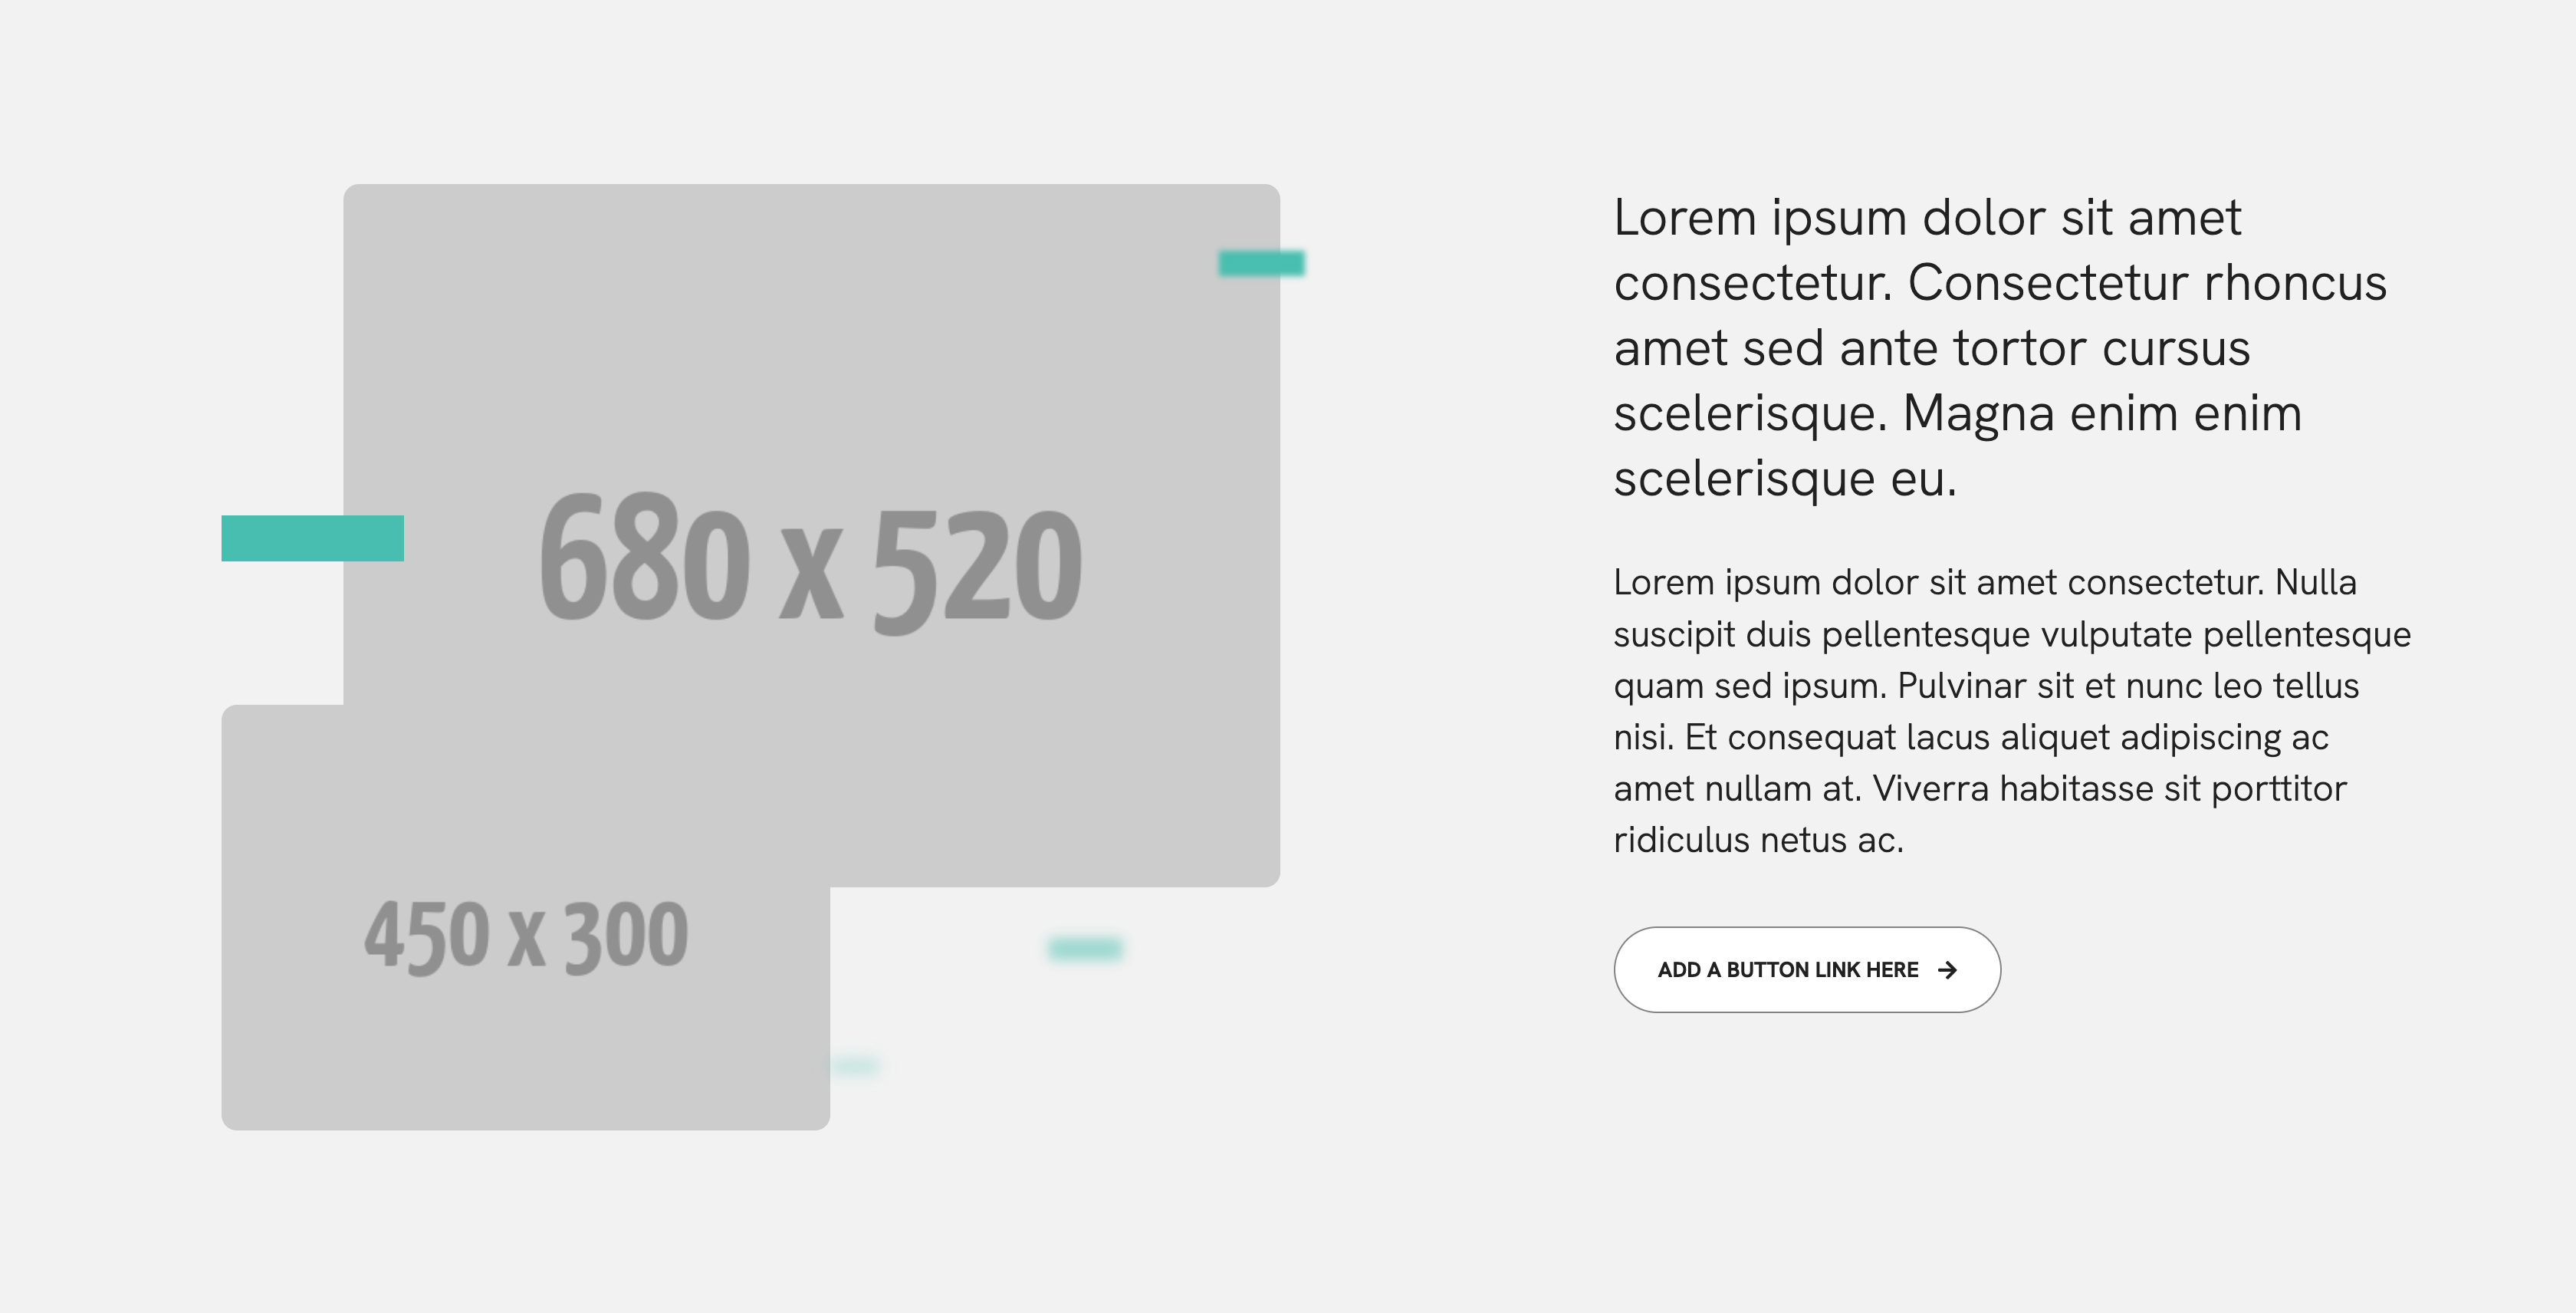 680 x 520
450 x 300
Lorem ipsum dolor sit amet
consectetur. Consectetur rhoncus
amet sed ante tortor cursus
scelerisque. Magna enim enim
scelerisque eu.
Lorem ipsum dolor sit amet consectetur. Nulla
suscipit duis pellentesque vulputate pellentesque
quam sed ipsum. Pulvinar sit et nunc leo tellus
nisi. Et consequat lacus aliquet adipiscing ac
amet nullam at. Viverra habitasse sit porttitor
ridiculus netus ac.
ADD A BUTTON LINK HERE →